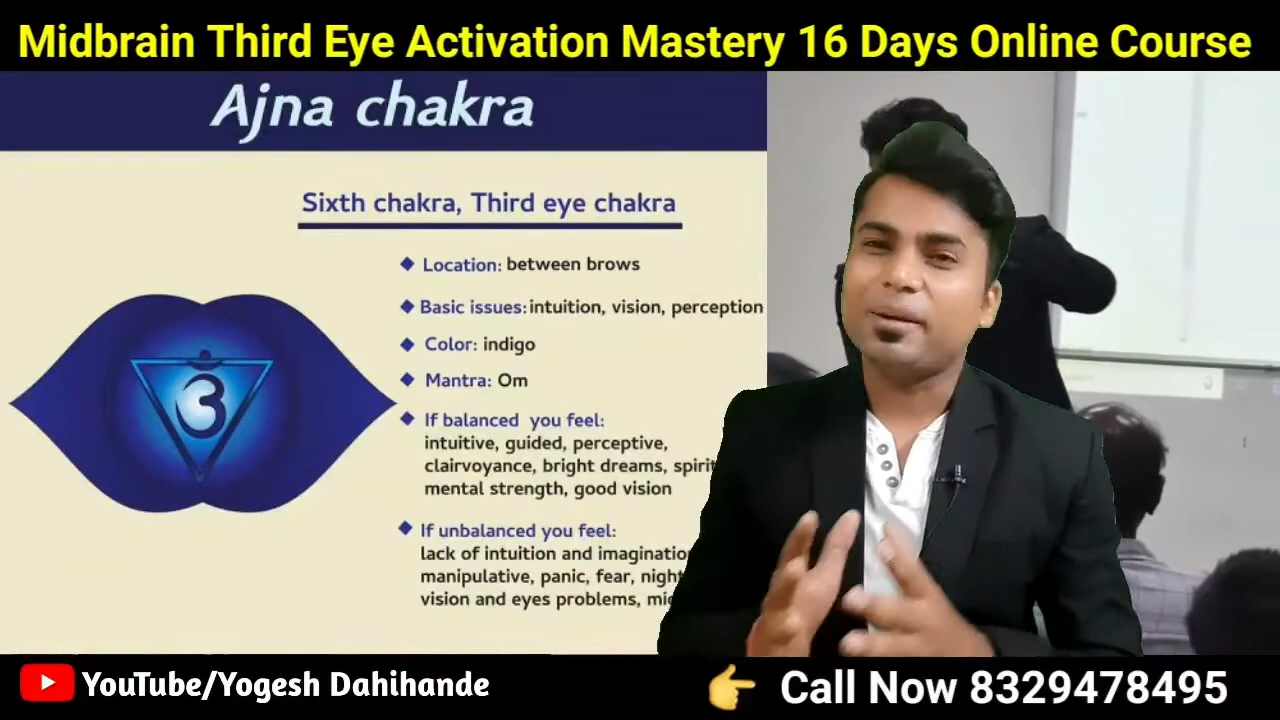 Midbrain Third Eye Activation Mastery 16 Days Online Course
Ajna chakra
Sixth chakra, Third eye chakra
Location: between brows
Basic issues: intuition, vision, perception
Color: indigo
Mantra: Om
If balanced you feel:
intuitive, guided, perceptive,
clairvoyance, bright dreams,
mental strength, good vision
If unbalanced you feel:
lack of intuition and
manipulative, panic, fear,
vision and eyes problems,
YouTube/Yogesh Dahihande
👉 Call Now 8329478495